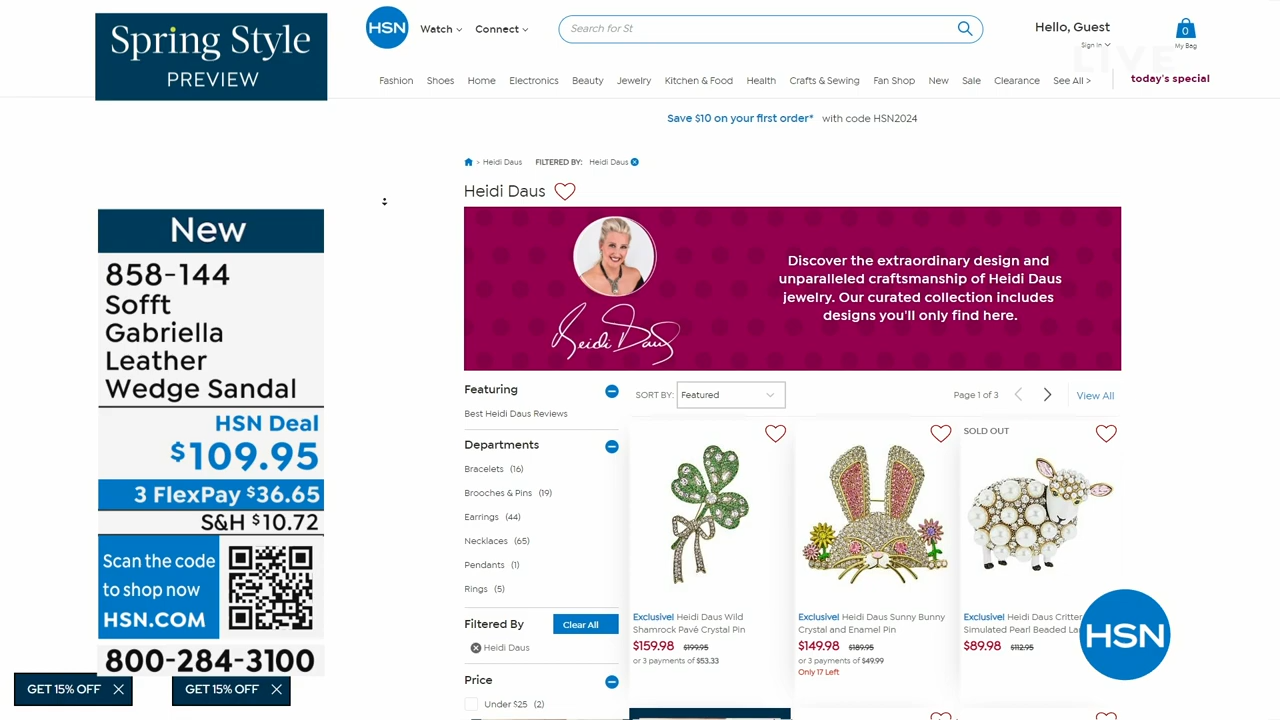 Spring Style
PREVIEW
HSN
Watch
Connect
Search for St
Hello, Guest
Sign In
LIVE
0
My Bag
Fashion Shoes Home Electronics Beauty Jewelry Kitchen & Food Health Crafts & Sewing Fan Shop New Sale Clearance See All >
today's special
Save $10 on your first order* with code HSN2024
> Heidi Daus FILTERED BY: Heidi Daus
Heidi Daus
Heidi Daus
Discover the extraordinary design and
unparalleled craftsmanship of Heidi Daus
jewelry. Our curated collection includes
designs you'll only find here.
New
858-144
Sofft
Gabriella
Leather
Wedge Sandal
HSN Deal
$109.95
3 FlexPay $36.65
S&H $10.72
Scan the code
to shop now
HSN.COM
800-284-3100
GET 15% OFF
GET 15% OFF
Featuring
Best Heidi Daus Reviews
Departments
Bracelets (16)
Brooches & Pins (19)
Earrings (44)
Necklaces (65)
Pendants (1)
Rings (5)
Filtered By
Clear All
Heidi Daus
Price
Under $25 (2)
SORT BY: Featured
Page 1 of 3
View All
Exclusive! Heidi Daus Wild
Shamrock Pavé Crystal Pin
$159.98 $199.95
or 3 payments of $53.33
Exclusive! Heidi Daus Sunny Bunny
Crystal and Enamel Pin
$149.98 $189.95
or 3 payments of $49.99
Only 17 Left
SOLD OUT
Exclusive! Heidi Daus Critter
Simulated Pearl Beaded
$89.98 $112.95
HSN